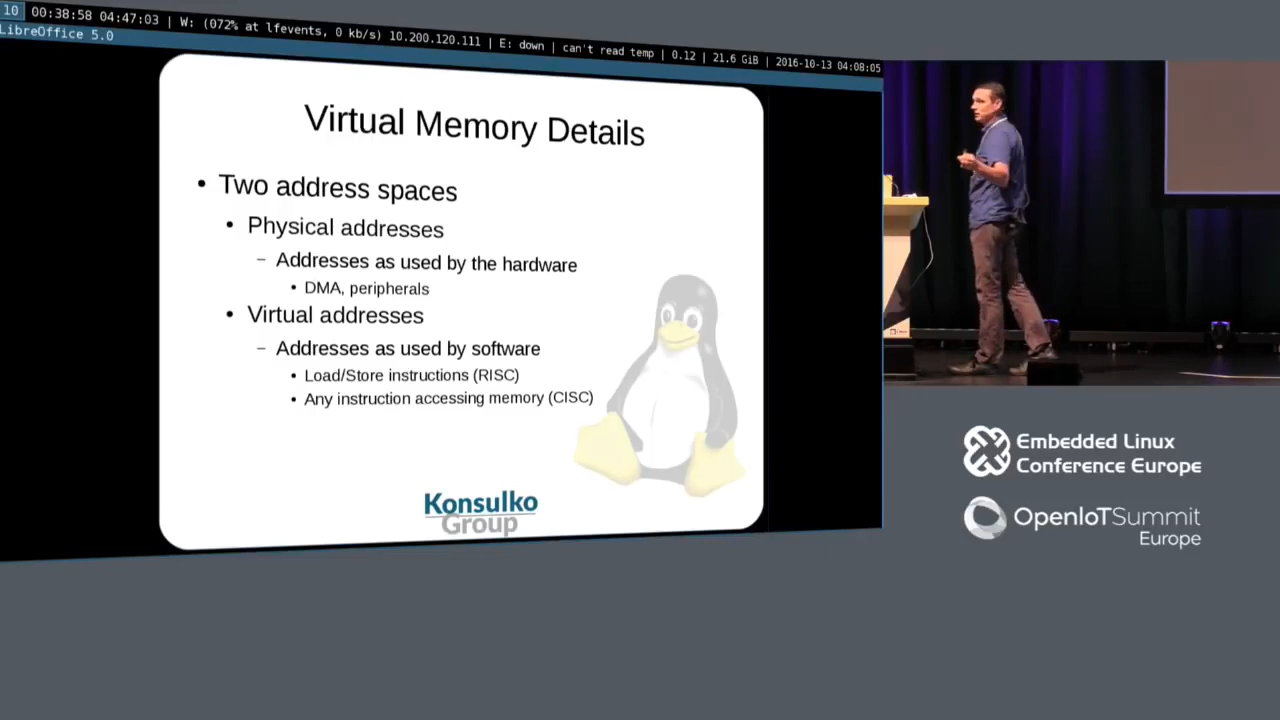 10 00:38:58 04:47:03 | W: (072% at lfevents, 0 kb/s) 10.200.120.111 | E: down | can't read temp | 0.12 | 21.6 GiB | 2016-10-13 04:08:05
LibreOffice 5.0
Virtual Memory Details
• Two address spaces
• Physical addresses
– Addresses as used by the hardware
• DMA, peripherals
• Virtual addresses
– Addresses as used by software
• Load/Store instructions (RISC)
• Any instruction accessing memory (CISC)
Konsulko
Group
Embedded Linux
Conference Europe
OpenIoTSummit
Europe